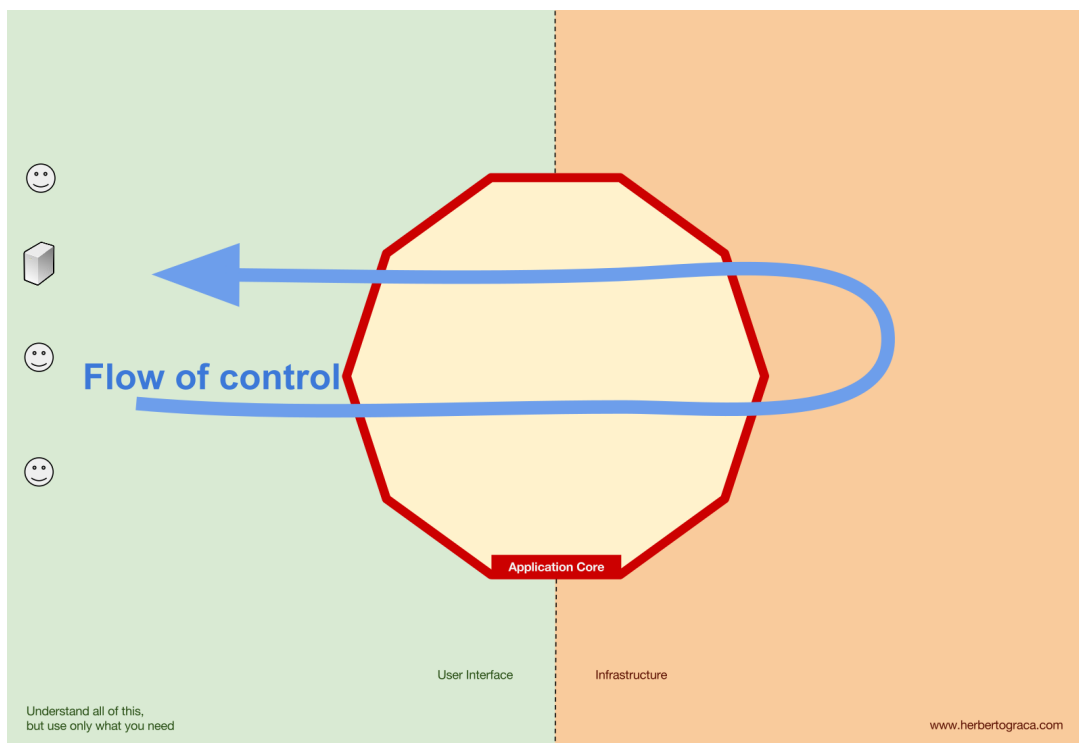 Flow of control
Application Core
User Interface
Infrastructure
Understand all of this,
but use only what you need
www.herbertograca.com